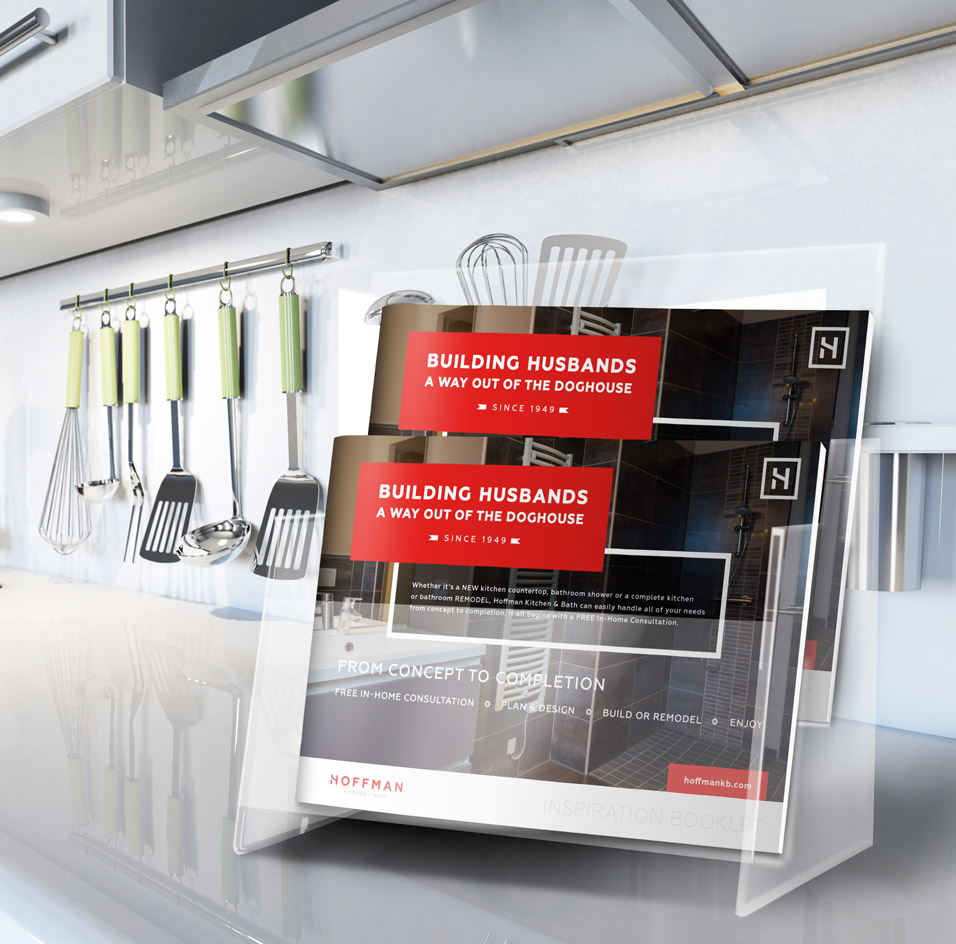 BUILDING HUSBANDS
A WAY OUT OF THE DOGHOUSE
SINCE 1949
BUILDING HUSBANDS
A WAY OUT OF THE DOGHOUSE
SINCE 1949
Whether it's a NEW kitchen countertop, bathroom shower or a complete kitchen
or bathroom REMODEL, Hoffman Kitchen & Bath can easily handle all of your needs
from concept to completion. It all begins with a FREE In-Home Consultation.
FROM CONCEPT TO COMPLETION
FREE IN-HOME CONSULTATION PLAN & DESIGN BUILD OR REMODEL ENJOY
hoffmankb.com
HOFFMAN
KITCHEN + BATH
INSPIRATION BOOKLET